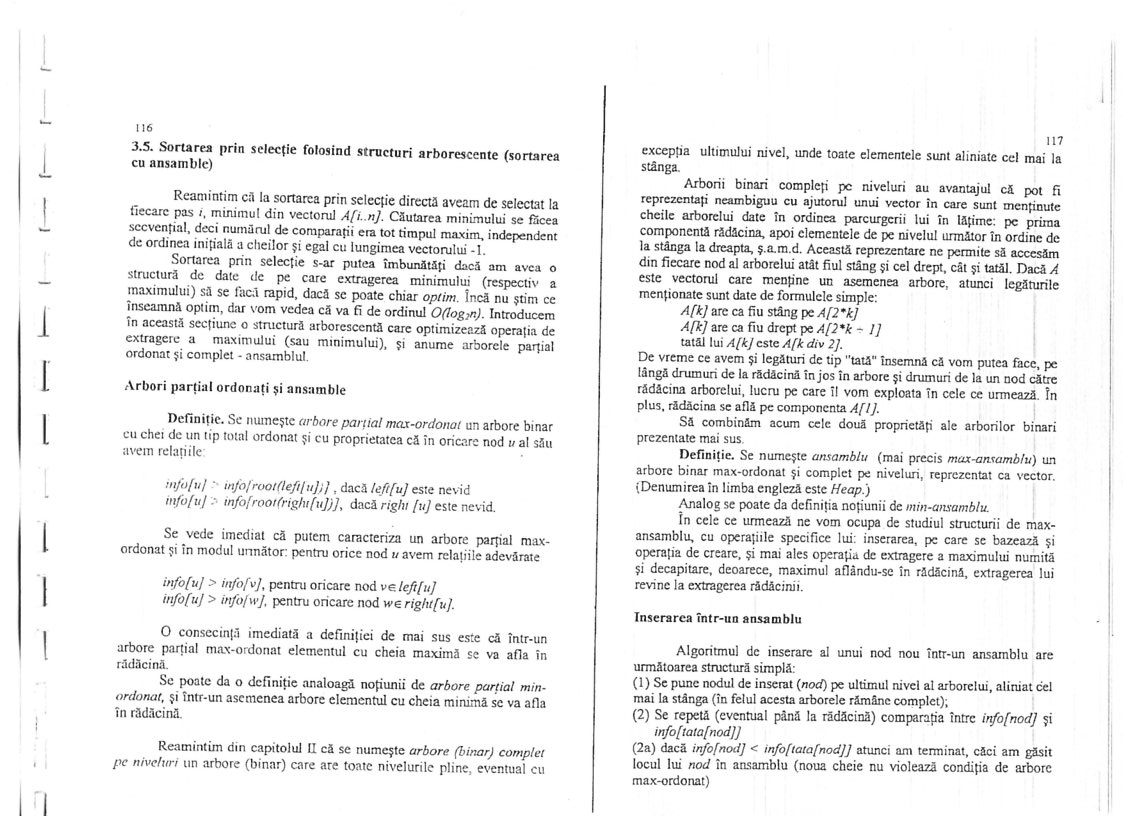 116
3.5. Sortarea prin selecție folosind structuri arborescente (sortarea
cu ansamble)
Reamintim că la sortarea prin selecție directă aveam de selectat la
fiecare pas i, minimul din vectorul A[i..n]. Căutarea minimului se făcea
secvențial, deci numărul de comparații era tot timpul maxim, independent
de ordinea inițială a cheilor și egal cu lungimea vectorului -1.
Sortarea prin selecție s-ar putea îmbunătăți dacă am avea o
structură de date de pe care extragerea minimului (respectiv a
maximului) să se facă rapid, dacă se poate chiar optim. Încă nu știm ce
înseamnă optim, dar vom vedea că va fi de ordinul O(log₂n). Introducem
în această secțiune o structură arborescentă care optimizează operația de
extragere a maximului (sau minimului), și anume arborele parțial
ordonat și complet - ansamblul.
Arbori parțial ordonați și ansamble
Definiție. Se numește arbore parțial max-ordonat un arbore binar
cu chei de un tip total ordonat și cu proprietatea că în oricare nod u al său
avem relațiile:
info[u] > info[root(left[u])] , dacă left[u] este nevid
info[u] > info[root(right[u])], dacă right [u] este nevid.
Se vede imediat că putem caracteriza un arbore parțial max-
ordonat și în modul următor: pentru orice nod u avem relațiile adevărate
info[u] > info[v], pentru oricare nod v∈left[u]
info[u] > info[w], pentru oricare nod w∈right[u].
O consecință imediată a definiției de mai sus este că într-un
arbore parțial max-ordonat elementul cu cheia maximă se va afla în
rădăcină.
Se poate da o definiție analoagă noțiunii de arbore parțial min-
ordonat, și într-un asemenea arbore elementul cu cheia minimă se va afla
în rădăcină.
Reamintim din capitolul II că se numește arbore (binar) complet
pe niveluri un arbore (binar) care are toate nivelurile pline, eventual cu
117
excepția ultimului nivel, unde toate elementele sunt aliniate cel mai la
stânga.
Arborii binari compleți pe niveluri au avantajul că pot fi
reprezentați neambiguu cu ajutorul unui vector în care sunt menținute
cheile arborelui date în ordinea parcurgerii lui în lățime: pe prima
componentă rădăcina, apoi elementele de pe nivelul următor în ordine de
la stânga la dreapta, ș.a.m.d. Această reprezentare ne permite să accesăm
din fiecare nod al arborelui atât fiul stâng și cel drept, cât și tatăl. Dacă A
este vectorul care menține un asemenea arbore, atunci legăturile
menționate sunt date de formulele simple:
A[k] are ca fiu stâng pe A[2*k]
A[k] are ca fiu drept pe A[2*k + 1]
tatăl lui A[k] este A[k div 2].
De vreme ce avem și legături de tip "tată" însemnă că vom putea face, pe
lângă drumuri de la rădăcină în jos în arbore și drumuri de la un nod către
rădăcina arborelui, lucru pe care îl vom exploata în cele ce urmează. În
plus, rădăcina se află pe componenta A[1].
Să combinăm acum cele două proprietăți ale arborilor binari
prezentate mai sus.
Definiție. Se numește ansamblu (mai precis max-ansamblu) un
arbore binar max-ordonat și complet pe niveluri, reprezentat ca vector.
(Denumirea în limba engleză este Heap.)
Analog se poate da definiția noțiunii de min-ansamblu.
În cele ce urmează ne vom ocupa de studiul structurii de max-
ansamblu, cu operațiile specifice lui: inserarea, pe care se bazează și
operația de creare, și mai ales operația de extragere a maximului numită
și decapitare, deoarece, maximul aflându-se în rădăcină, extragerea lui
revine la extragerea rădăcinii.
Inserarea într-un ansamblu
Algoritmul de inserare al unui nod nou într-un ansamblu are
următoarea structură simplă:
(1) Se pune nodul de inserat (nod) pe ultimul nivel al arborelui, aliniat cel
mai la stânga (în felul acesta arborele rămâne complet);
(2) Se repetă (eventual până la rădăcină) comparația între info[nod] și
info[tata[nod]]
(2a) dacă info[nod] < info[tata[nod]] atunci am terminat, căci am găsit
locul lui nod în ansamblu (noua cheie nu violează condiția de arbore
max-ordonat)